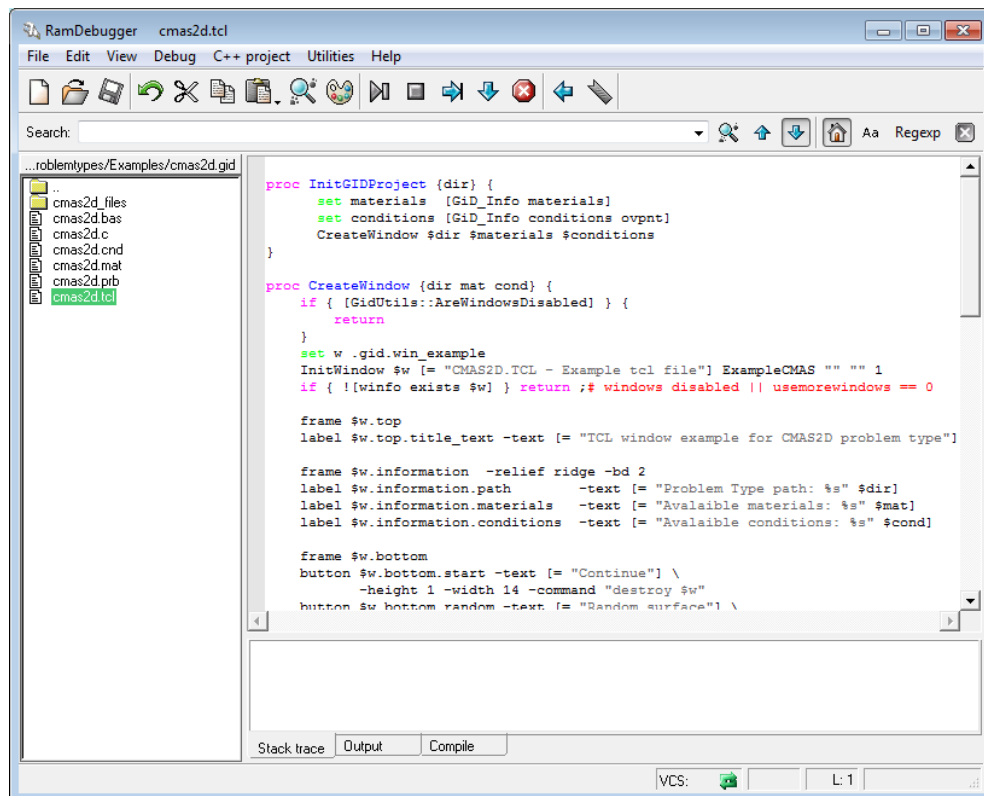 RamDebugger cmas2d.tcl
File Edit View Debug C++ project Utilities Help
Search:
Aa Regexp
...roblemtypes/Examples/cmas2d.gid
..
cmas2d_files
cmas2d.bas
cmas2d.c
cmas2d.cnd
cmas2d.mat
cmas2d.prb
cmas2d.tcl
proc InitGIDProject {dir} {
set materials [GiD_Info materials]
set conditions [GiD_Info conditions ovpnt]
CreateWindow $dir $materials $conditions
}
proc CreateWindow {dir mat cond} {
if { [GidUtils::AreWindowsDisabled] } {
return
}
set w .gid.win_example
InitWindow $w [= "CMAS2D.TCL - Example tcl file"] ExampleCMAS "" "" 1
if { ![winfo exists $w] } return ;# windows disabled || usemorewindows == 0
frame $w.top
label $w.top.title_text -text [= "TCL window example for CMAS2D problem type"]
frame $w.information -relief ridge -bd 2
label $w.information.path -text [= "Problem Type path: %s" $dir]
label $w.information.materials -text [= "Avalaible materials: %s" $mat]
label $w.information.conditions -text [= "Avalaible conditions: %s" $cond]
frame $w.bottom
button $w.bottom.start -text [= "Continue"] \
-height 1 -width 14 -command "destroy $w"
button $w.bottom.random -text [= "Random surface"] \
Stack trace Output Compile
VCS: L: 1